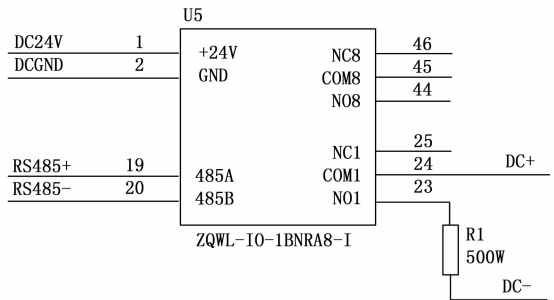 U5
DC24V 1 +24V NC8 46
DCGND 2 GND COM8 45
NO8 44
NC1 25
RS485+ 19 485A COM1 24 DC+
RS485- 20 485B NO1 23
ZQWL-IO-1BNRA8-I
R1
500W
DC-